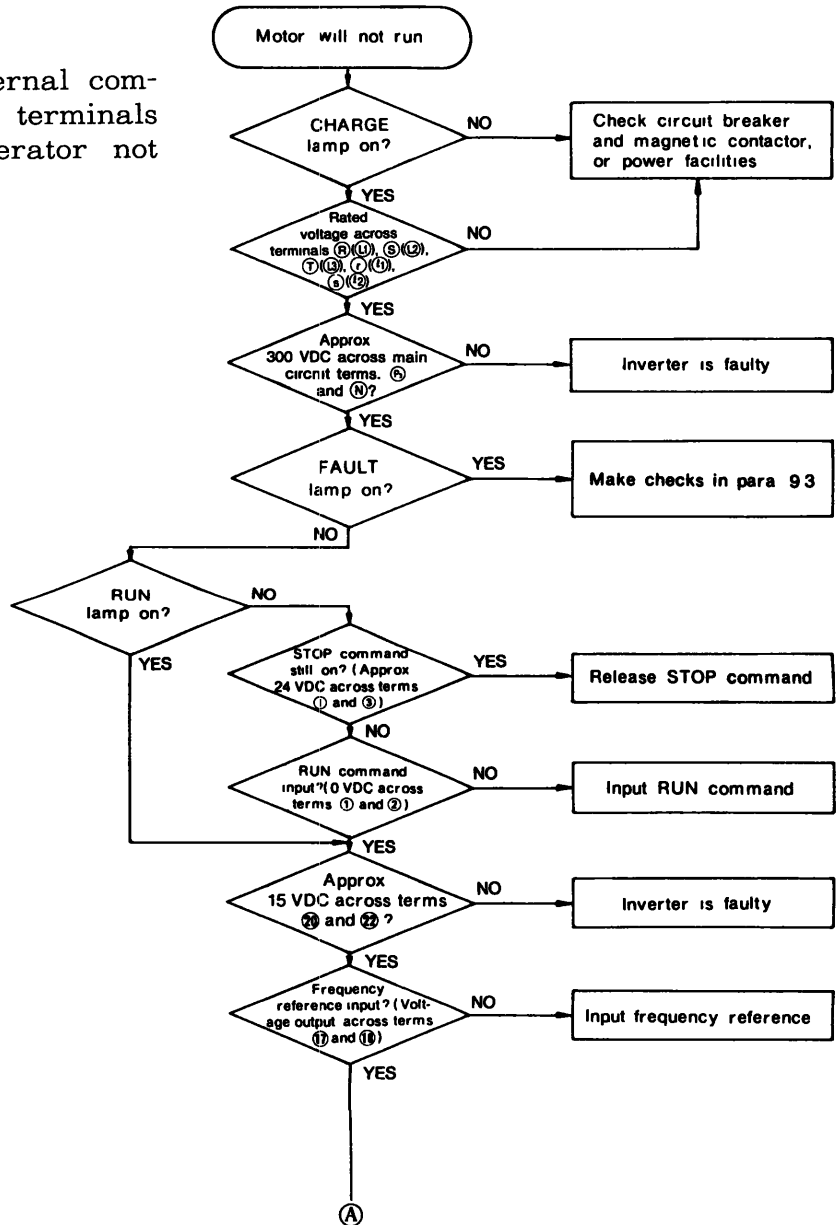 ernal com-
terminals
erator not
Motor will not run
CHARGE
lamp on?
NO
Check circuit breaker
and magnetic contactor,
or power facilities
YES
Rated
voltage across
terminals Ⓡ(L1), Ⓢ(L2),
Ⓣ(L3), ⓡ(ℓ1),
ⓢ(ℓ2)
NO
YES
Approx
300 VDC across main
circuit terms.
and Ⓝ?
NO
Inverter is faulty
YES
FAULT
lamp on?
YES
Make checks in para 9 3
NO
RUN
lamp on?
NO
YES
STOP command
still on? (Approx
24 VDC across terms
① and ③)
YES
Release STOP command
NO
RUN command
input?(0 VDC across
terms ① and ②)
NO
Input RUN command
YES
Approx
15 VDC across terms
⑳ and ㉒ ?
NO
Inverter is faulty
YES
Frequency
reference input? (Volt-
age output across terms
⑰ and ⑱)
NO
Input frequency reference
YES
Ⓐ